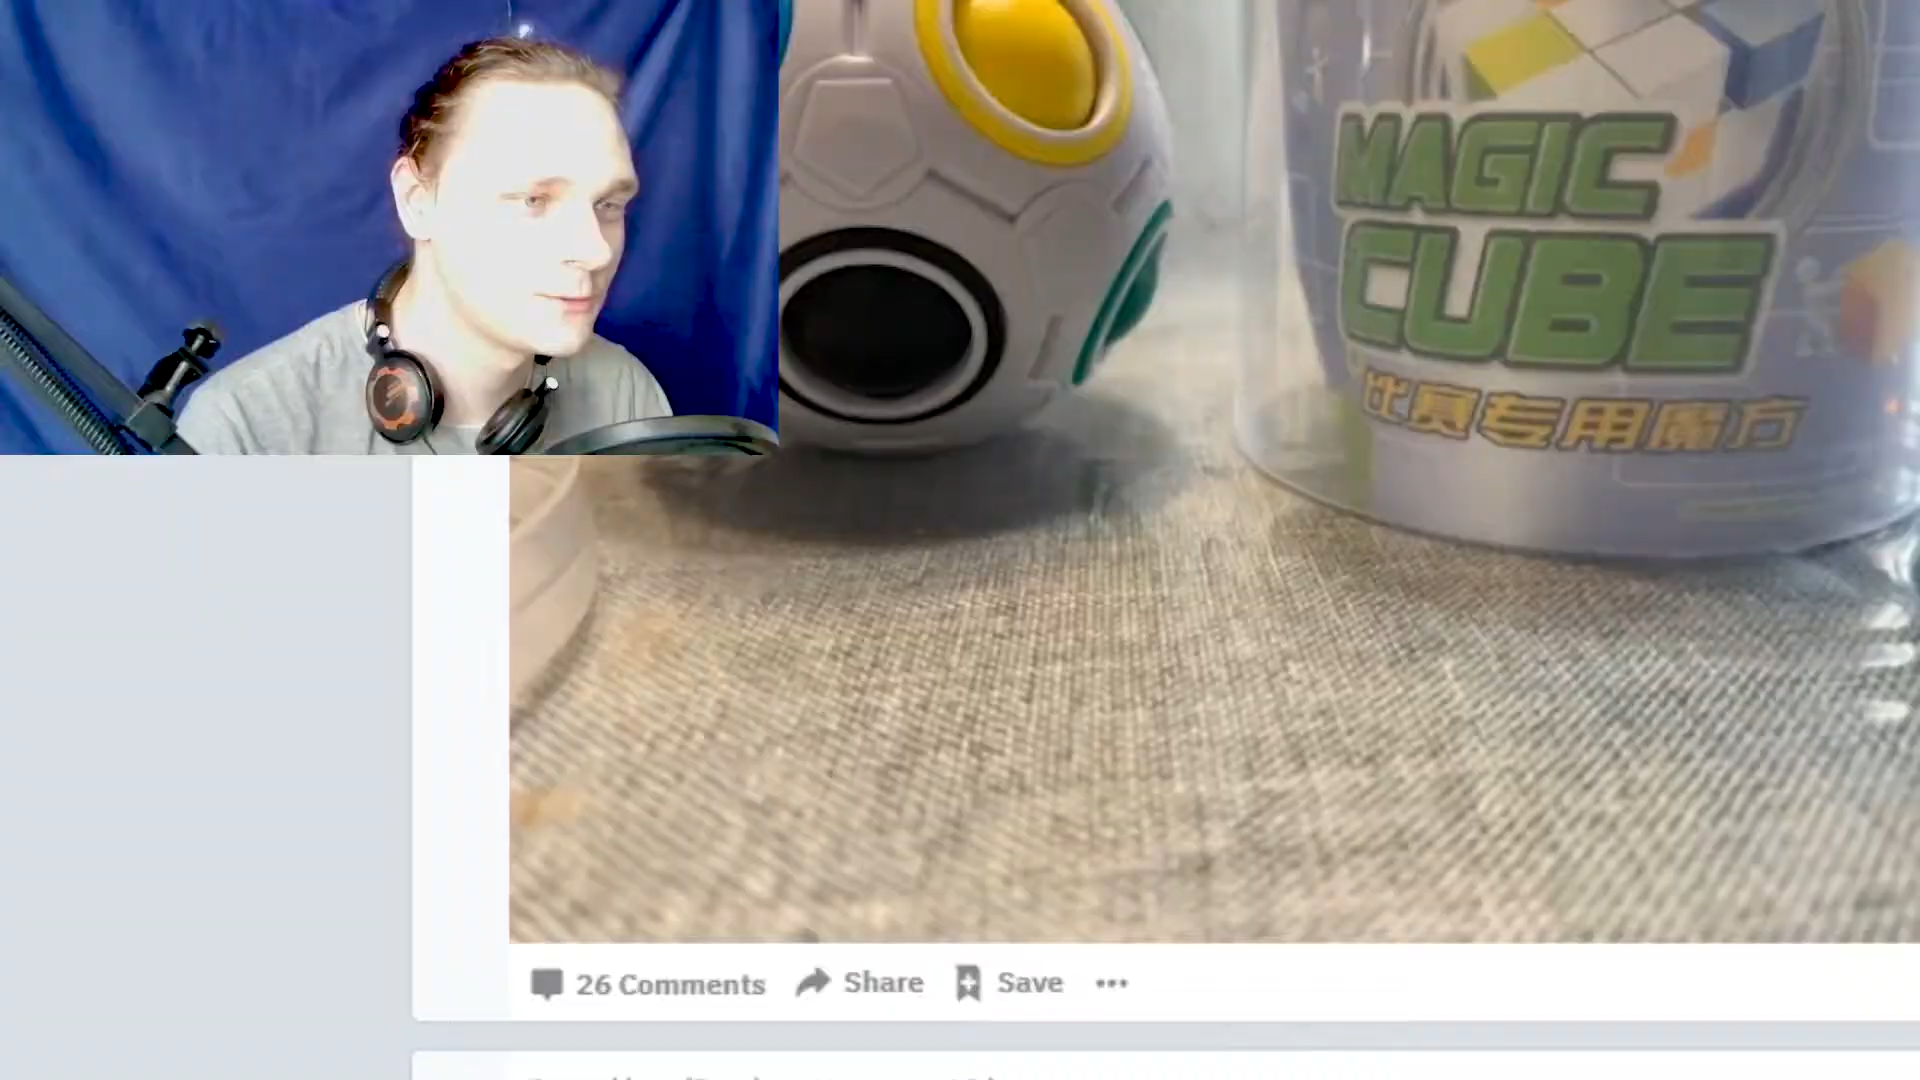 MAGIC
CUBE
比赛专用魔方
26 Comments Share Save